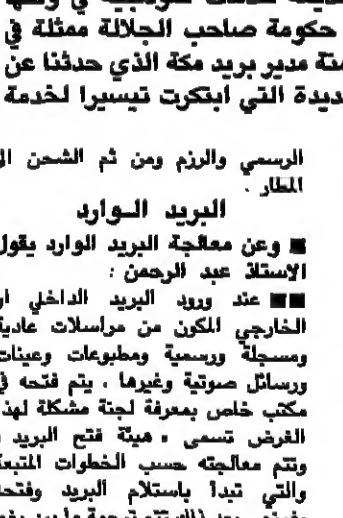 حكومة صاحب الجلالة ممثلة في
مدير بريد مكة الذي حدثنا عن
التي ابتكرت تيسيرا لخدمة
الرسمي والرزم ومن ثم الشحن الى
المطار .
البريد الوارد
■ وعن معالجة البريد الوارد يقول
الاستاذ عبد الرحمن :
■■ عند ورود البريد الداخلي او
الخارجي المكون من مراسلات عادية
ومسجلة ورسمية ومطبوعات وعينات
ورسائل صوتية وغيرها . يتم فتحه في
مكتب خاص بمعرفة لجنة مشكلة لهذا
الغرض تسمى « هيئة فتح البريد »
وتتم معالجته حسب الخطوات المتبعة
والتي تبدأ باستلام البريد وفتحه